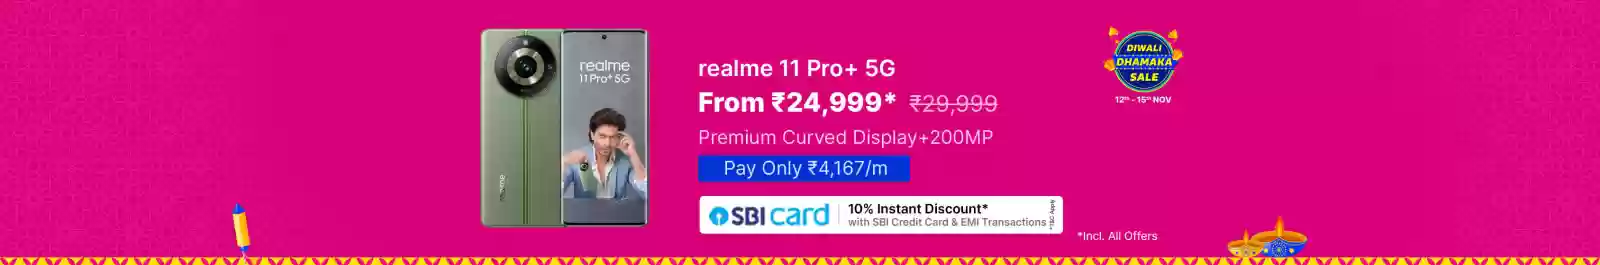 realme
11 Pro+ 5G
realme
realme 11 Pro+ 5G
From ₹24,999* ₹29,999
Premium Curved Display+200MP
Pay Only ₹4,167/m
SBI card
10% Instant Discount*
with SBI Credit Card & EMI Transactions
*T&C Apply
*Incl. All Offers
DIWALI
DHAMAKA
SALE
12th - 15th NOV